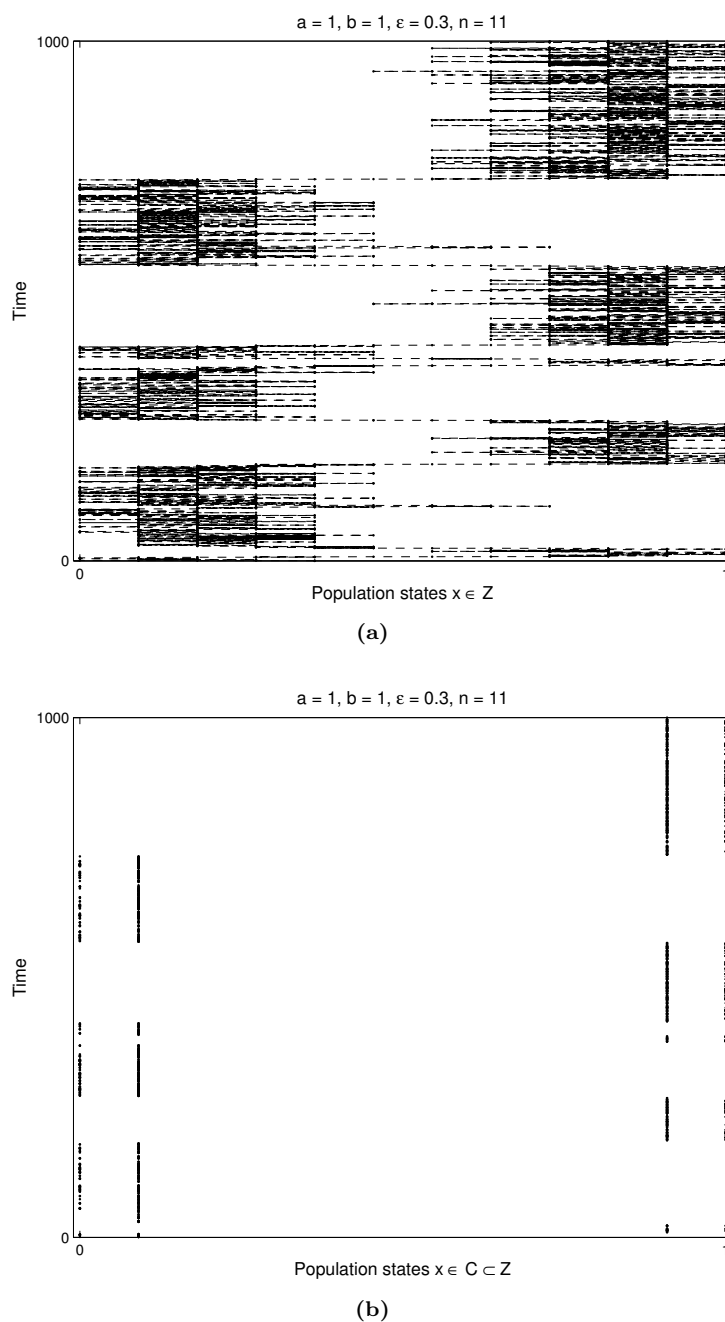 a = 1, b = 1, ε = 0.3, n = 11
1000
Time
0
0
Population states x ∈ Z
(a)
a = 1, b = 1, ε = 0.3, n = 11
1000
Time
0
0
Population states x ∈ C ⊂ Z
(b)